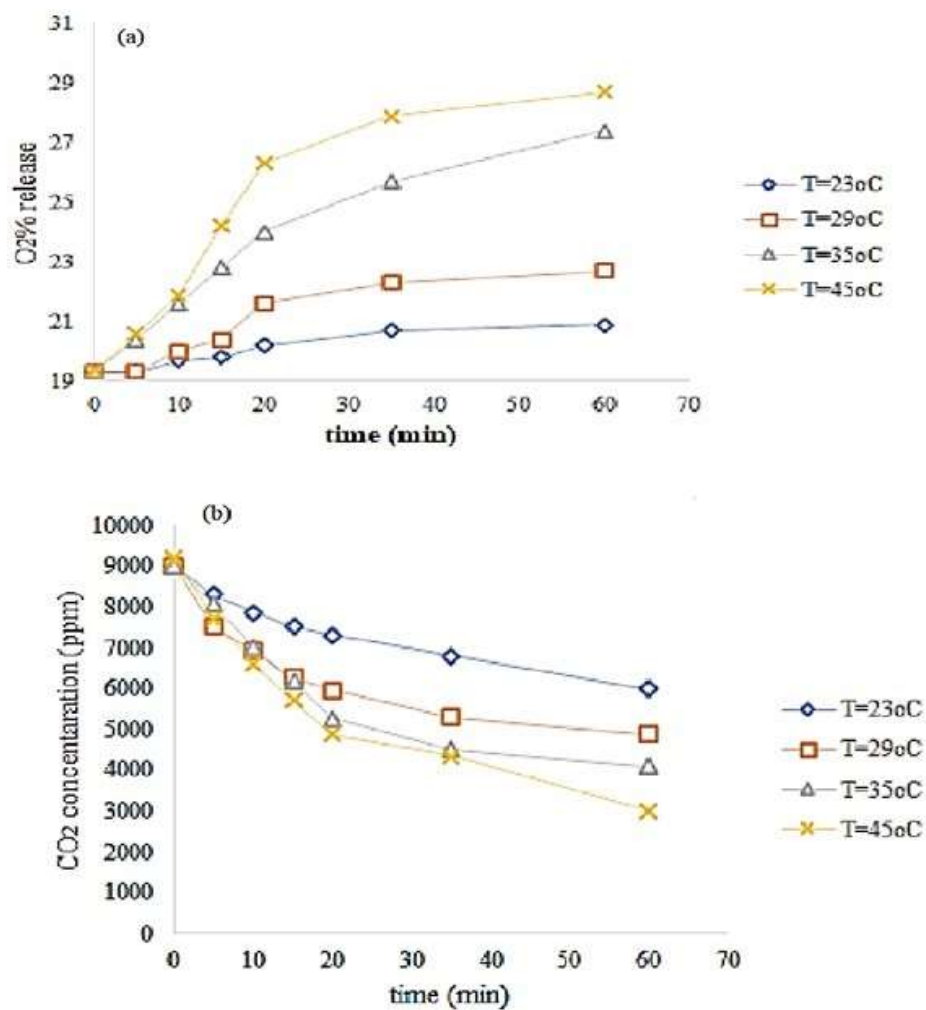 (a)
31
29
27
25
23
21
19
O2% release
0 10 20 30 40 50 60 70
time (min)
T=23oC
T=29oC
T=35oC
T=45oC
(b)
10000
9000
8000
7000
6000
5000
4000
3000
2000
1000
0
CO2 concentaration (ppm)
0 10 20 30 40 50 60 70
time (min)
T=23oC
T=29oC
T=35oC
T=45oC